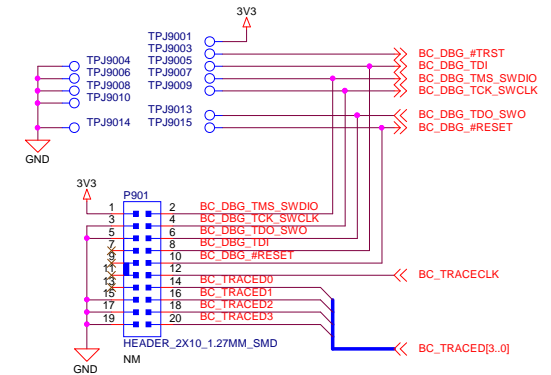 3V3
TPJ9001
TPJ9003
BC_DBG_#TRST
TPJ9004
TPJ9005
BC_DBG_TDI
TPJ9006
TPJ9007
BC_DBG_TMS_SWDIO
TPJ9008
TPJ9009
BC_DBG_TCK_SWCLK
TPJ9010
TPJ9013
BC_DBG_TDO_SWO
TPJ9014
TPJ9015
BC_DBG_#RESET
GND
3V3
P901
1
2
BC_DBG_TMS_SWDIO
3
4
BC_DBG_TCK_SWCLK
5
6
BC_DBG_TDO_SWO
7
8
BC_DBG_TDI
9
10
BC_DBG_#RESET
11
12
BC_TRACECLK
13
14
BC_TRACED0
15
16
BC_TRACED1
17
18
BC_TRACED2
19
20
BC_TRACED3
HEADER_2X10_1.27MM_SMD
BC_TRACED[3..0]
NM
GND